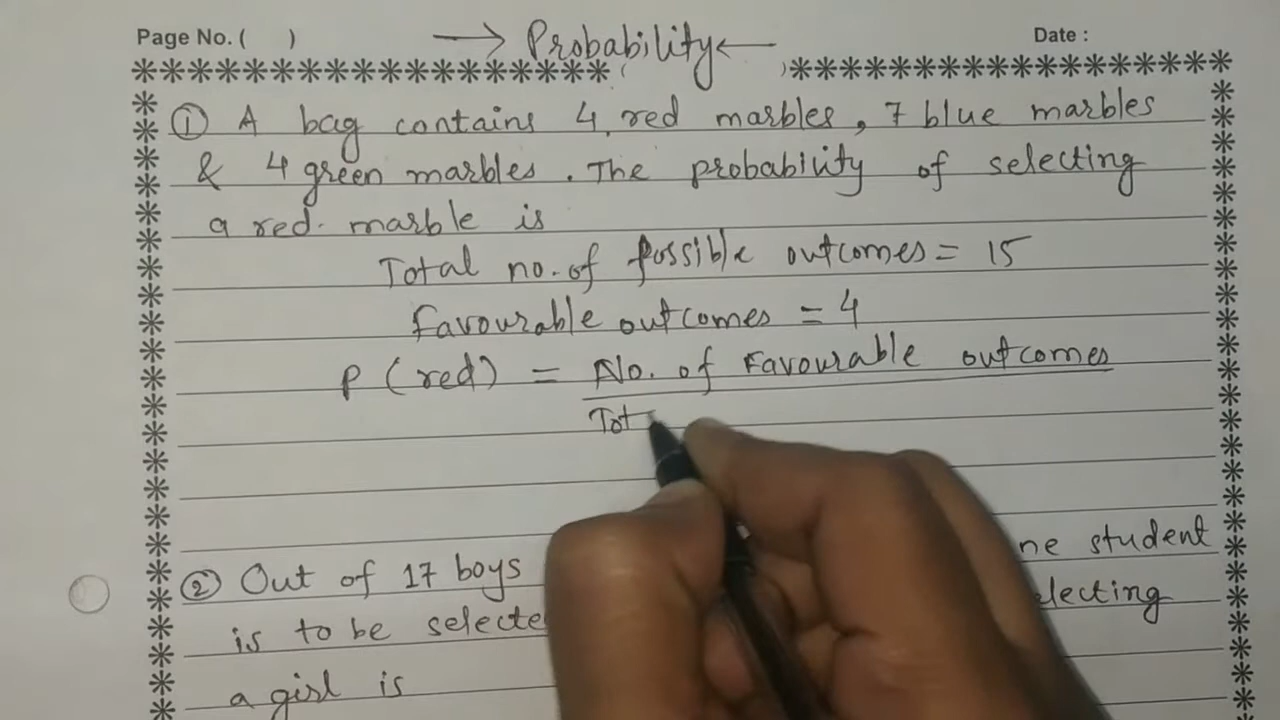 Page No. ( )
→ Probability ←
Date :
① A bag contains 4 red marbles, 7 blue marbles
& 4 green marbles. The probability of selecting
a red. marble is
Total no. of possible outcomes = 15
Favourable outcomes = 4
P (red) = No. of Favourable outcomes
Tot
② Out of 17 boys ne student
is to be selecte lecting
a girl is